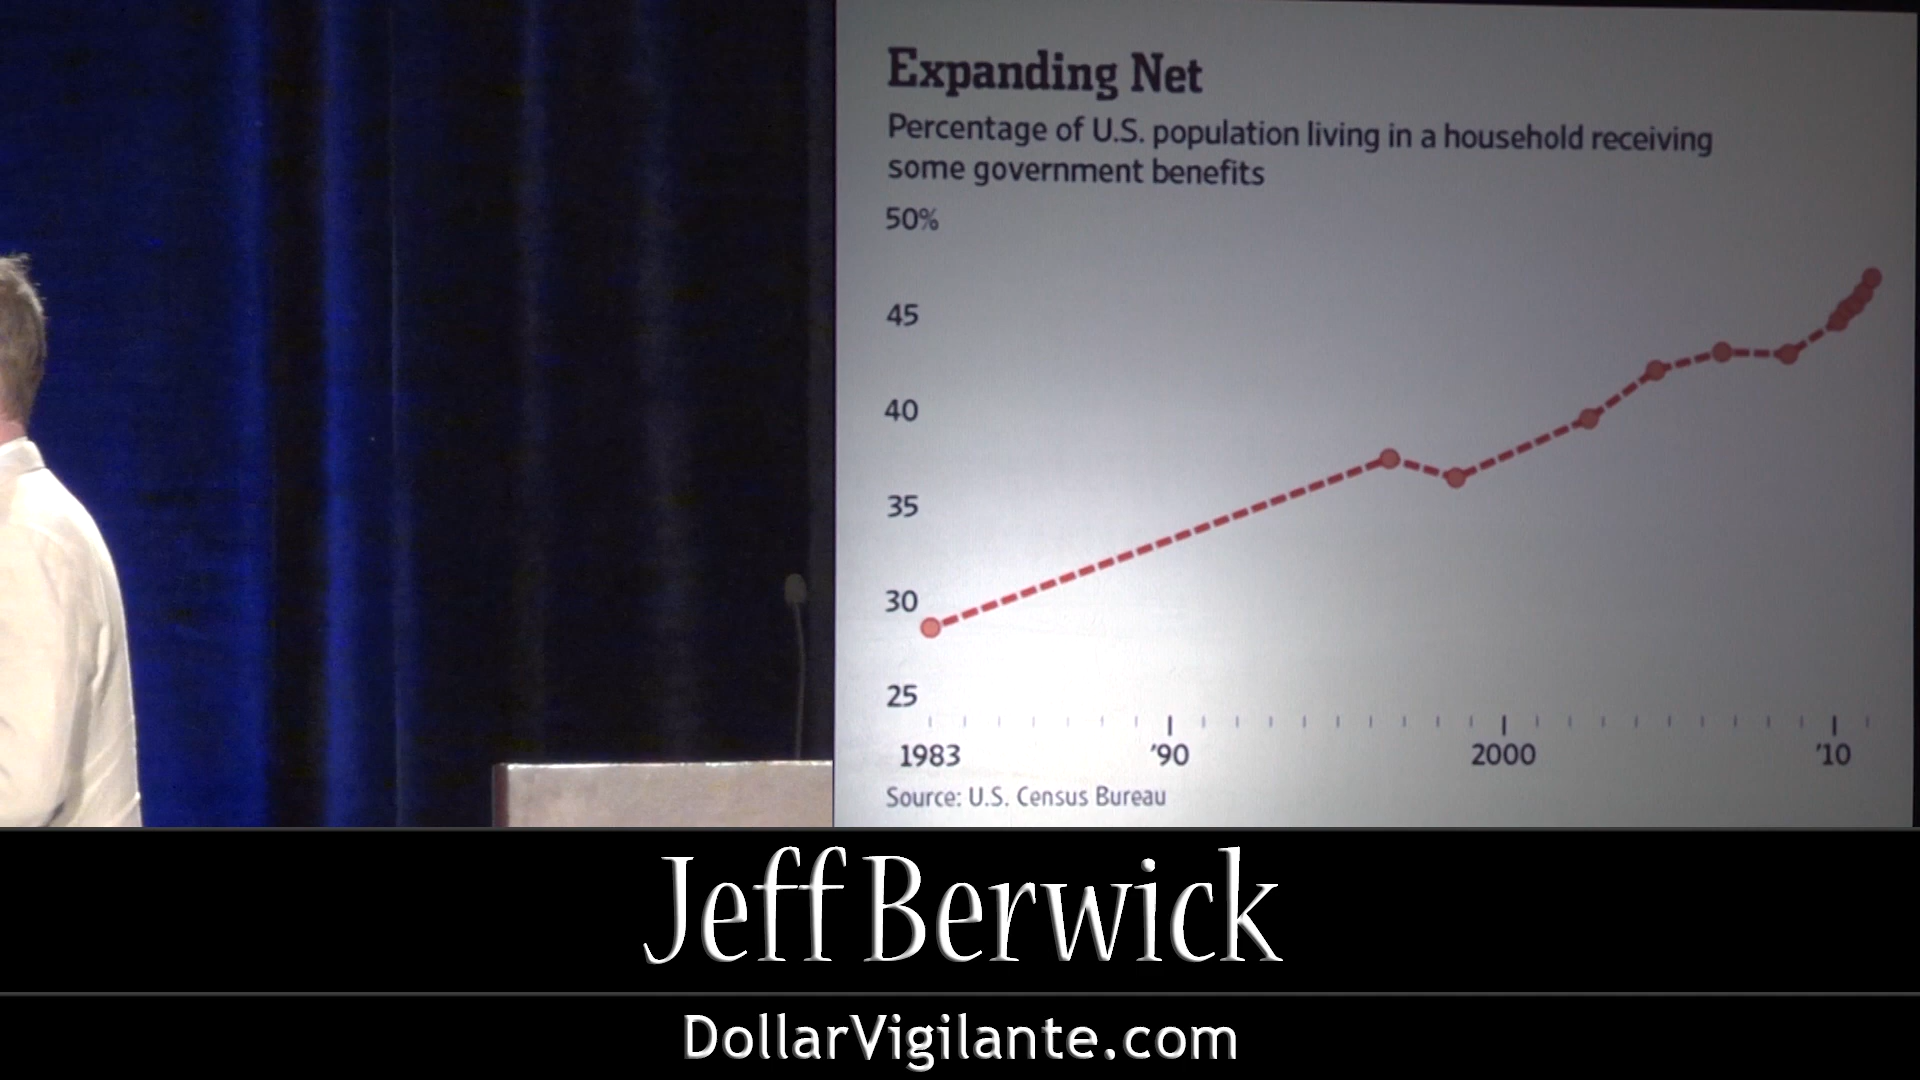 Expanding Net
Percentage of U.S. population living in a household receiving
some government benefits
50%
45
40
35
30
25
1983 '90 2000 '10
Source: U.S. Census Bureau
Jeff Berwick
DollarVigilante.com